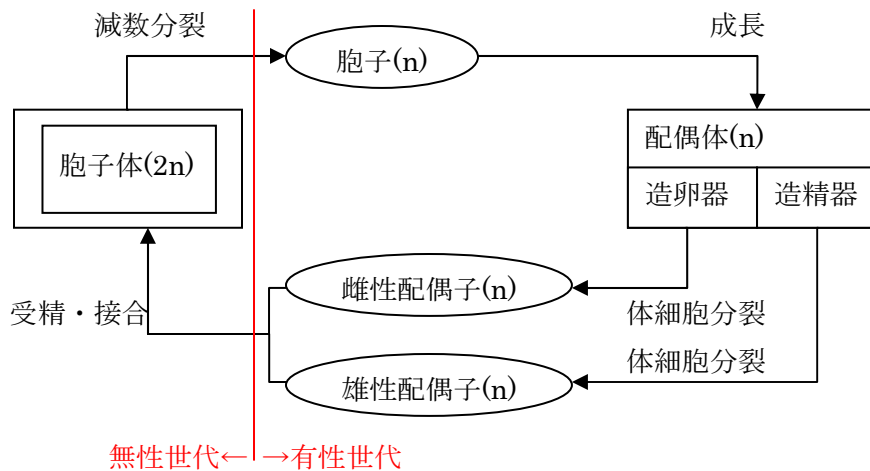 減数分裂
胞子(n)
成長
胞子体(2n)
配偶体(n)
造卵器
造精器
雌性配偶子(n)
受精・接合
体細胞分裂
体細胞分裂
雄性配偶子(n)
無性世代←→有性世代